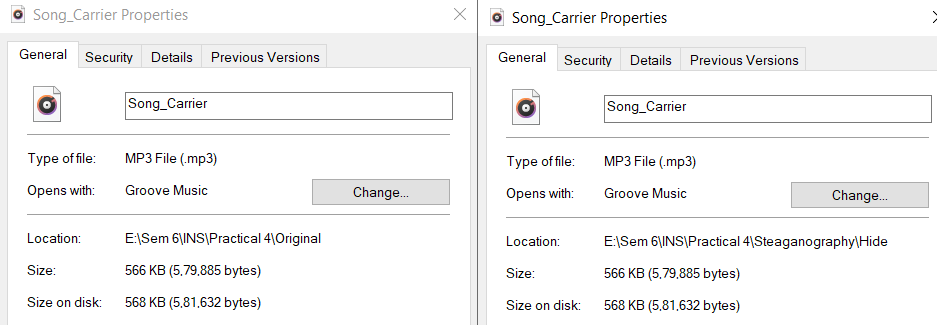 Song_Carrier Properties
General Security Details Previous Versions
Song_Carrier
Type of file: MP3 File (.mp3)
Opens with: Groove Music Change...
Location: E:\Sem 6\INS\Practical 4\Original
Size: 566 KB (5,79,885 bytes)
Size on disk: 568 KB (5,81,632 bytes)
Song_Carrier Properties
General Security Details Previous Versions
Song_Carrier
Type of file: MP3 File (.mp3)
Opens with: Groove Music Change...
Location: E:\Sem 6\INS\Practical 4\Steaganography\Hide
Size: 566 KB (5,79,885 bytes)
Size on disk: 568 KB (5,81,632 bytes)